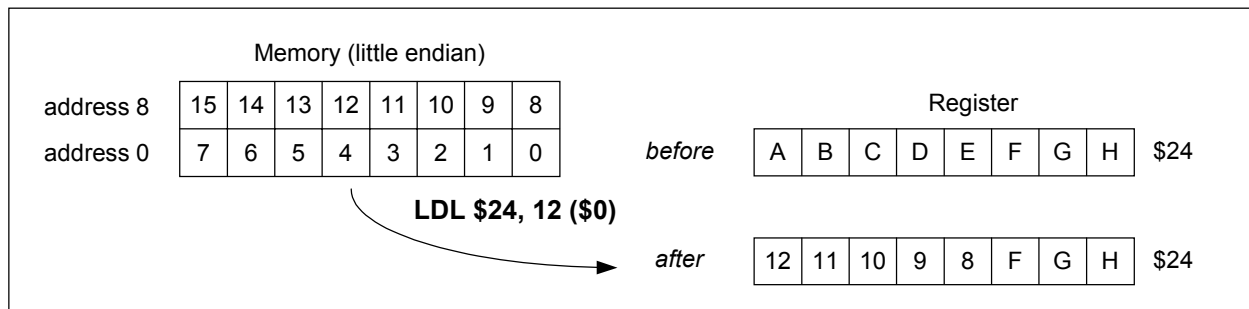 Memory (little endian)
address 8 15 14 13 12 11 10 9 8
address 0 7 6 5 4 3 2 1 0
Register
before A B C D E F G H $24
LDL $24, 12 ($0)
after 12 11 10 9 8 F G H $24